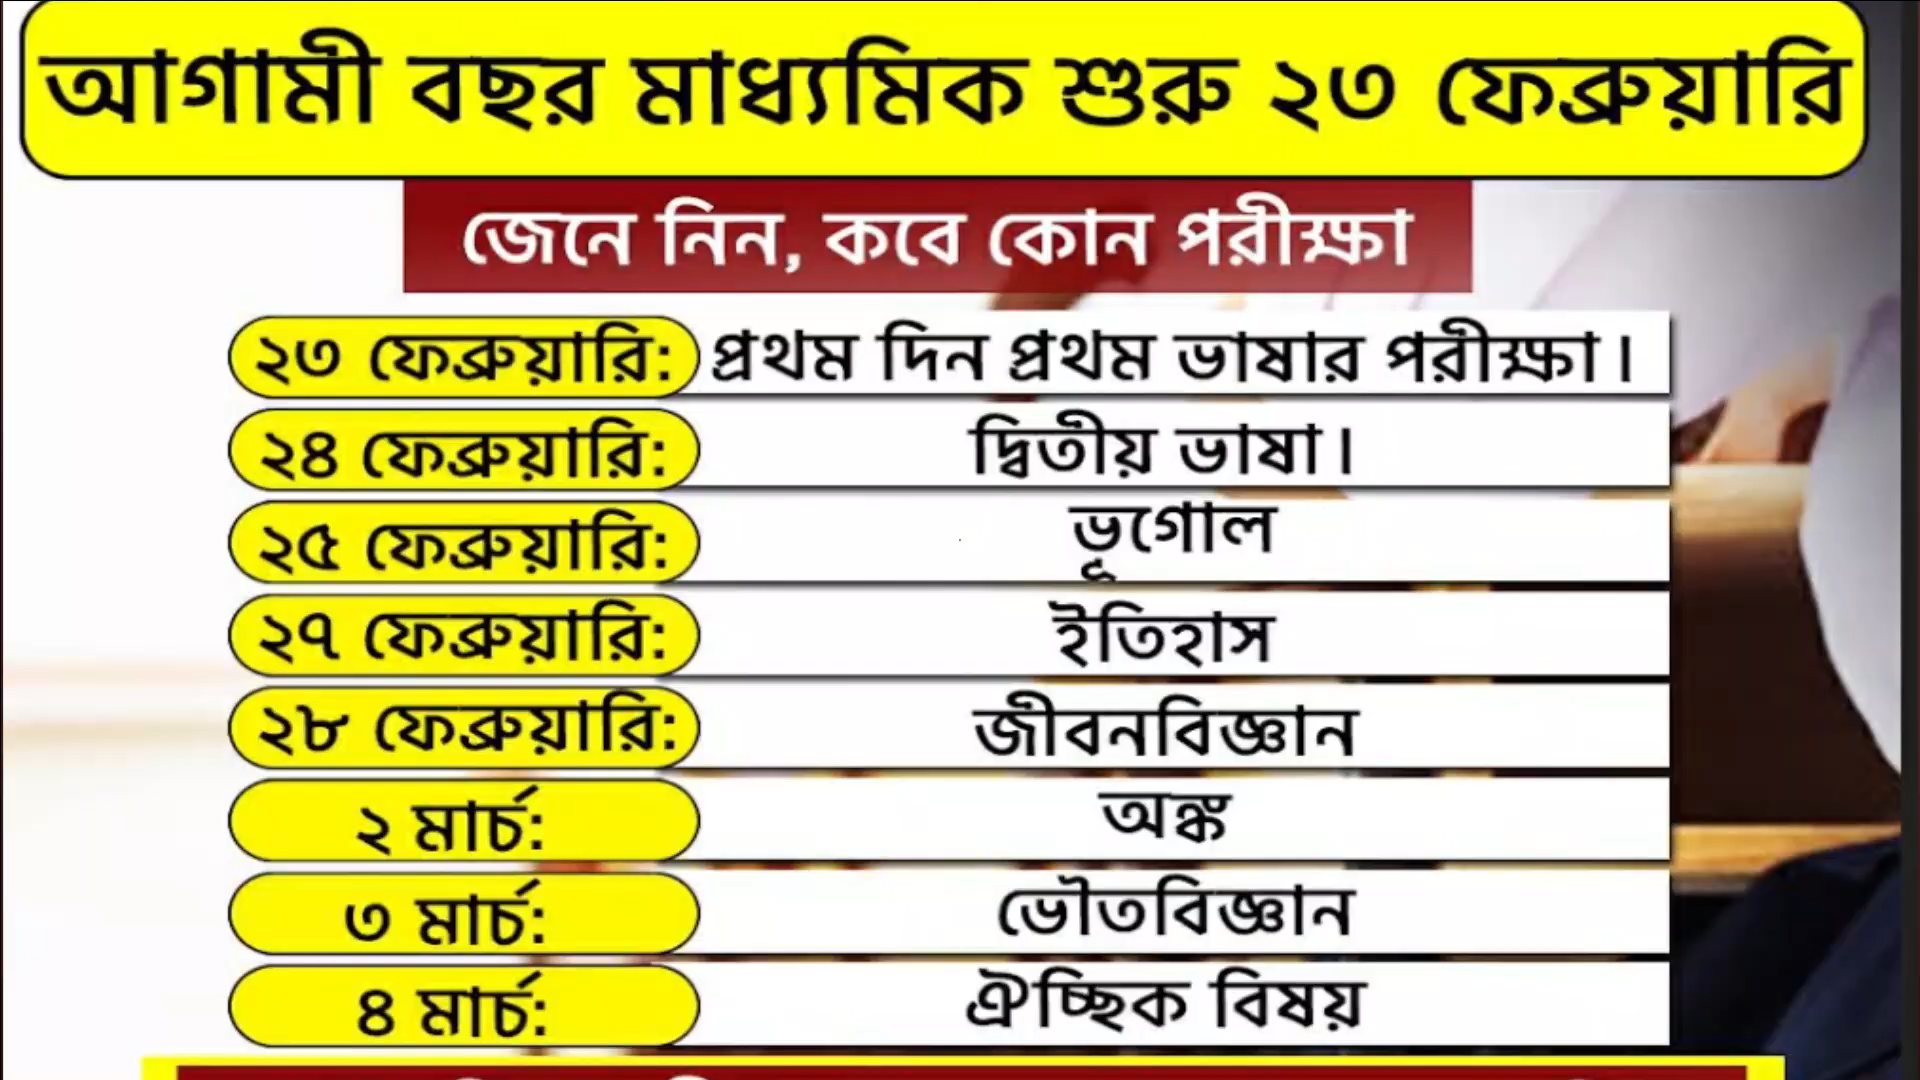 আগামী বছর মাধ্যমিক শুরু ২৩ ফেব্রুয়ারি
জেনে নিন, কবে কোন পরীক্ষা
২৩ ফেব্রুয়ারি: প্রথম দিন প্রথম ভাষার পরীক্ষা।
২৪ ফেব্রুয়ারি: দ্বিতীয় ভাষা।
২৫ ফেব্রুয়ারি: ভূগোল
২৭ ফেব্রুয়ারি: ইতিহাস
২৮ ফেব্রুয়ারি: জীবনবিজ্ঞান
২ মার্চ: অঙ্ক
৩ মার্চ: ভৌতবিজ্ঞান
৪ মার্চ: ঐচ্ছিক বিষয়